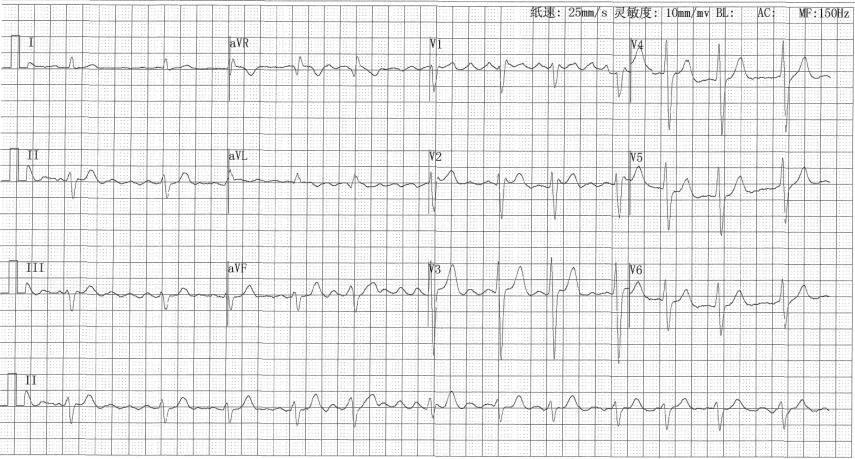 纸速: 25mm/s 灵敏度: 10mm/mv BL: AC: MF:150Hz
I aVR V1 V4
II aVL V2 V5
III aVF V3 V6
II